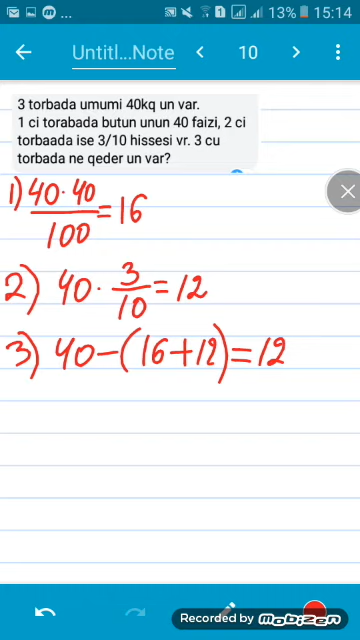 13% 15:14
Untitl...Note
10
3 torbada umumi 40kq un var.
1 ci torabada butun unun 40 faizi, 2 ci
torbaada ise 3/10 hissesi vr. 3 cu
torbada ne qeder un var?
1) 40·40/100=16
2) 40·3/10=12
3) 40-(16+12)=12
Recorded by Mobizen